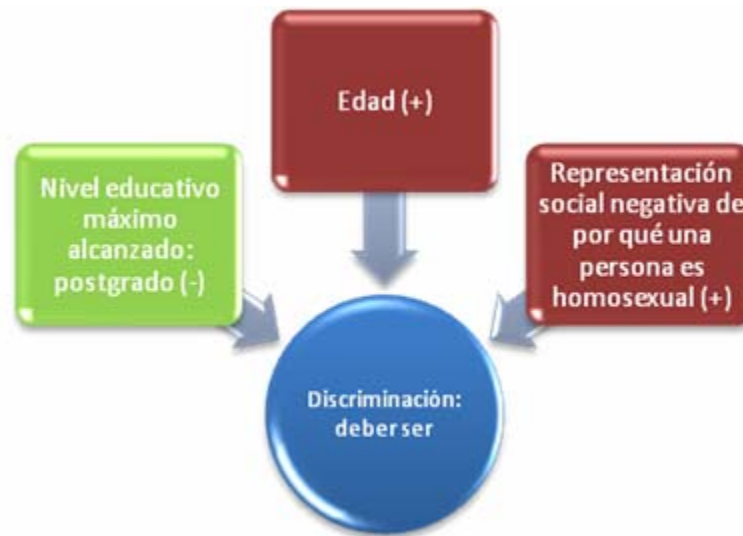 Edad (+)
Nivel educativo
máximo
alcanzado:
postgrado (-)
Representación
social negativa de
por qué una
persona es
homosexual (+)
Discriminación:
deber ser